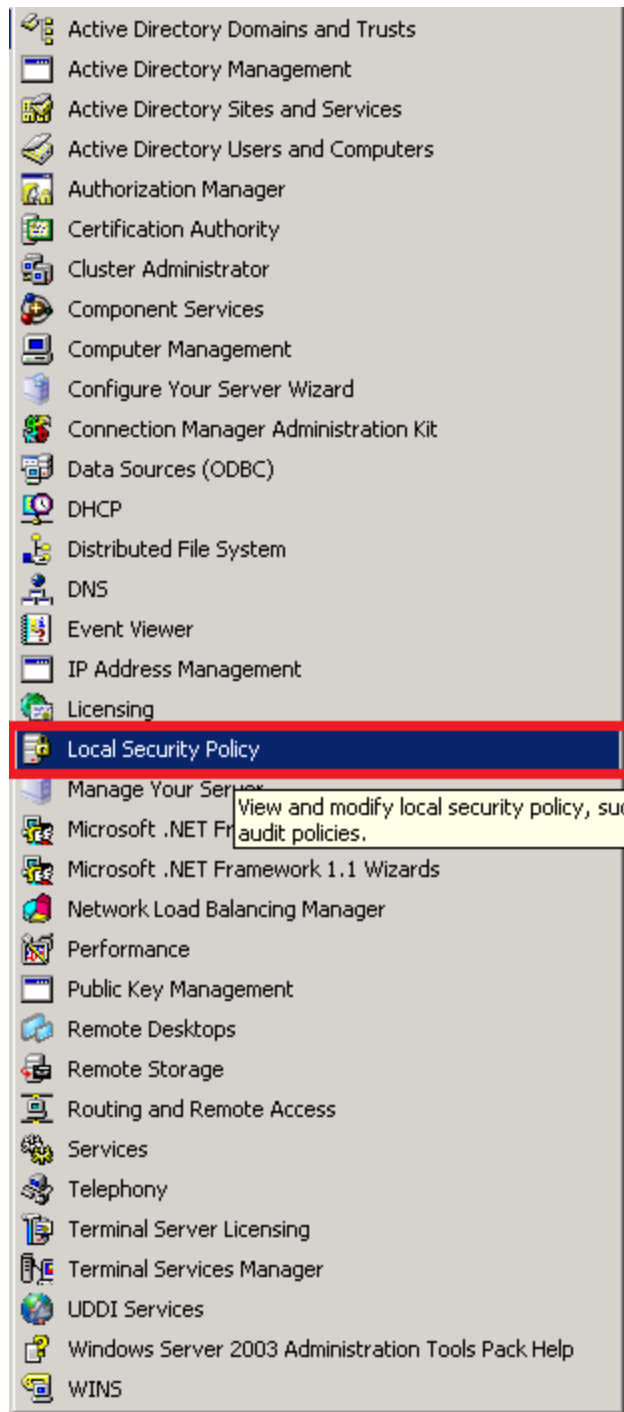 Active Directory Domains and Trusts
Active Directory Management
Active Directory Sites and Services
Active Directory Users and Computers
Authorization Manager
Certification Authority
Cluster Administrator
Component Services
Computer Management
Configure Your Server Wizard
Connection Manager Administration Kit
Data Sources (ODBC)
DHCP
Distributed File System
DNS
Event Viewer
IP Address Management
Licensing
Local Security Policy
Manage Your Server
View and modify local security policy, suc
Microsoft .NET Fr
audit policies.
Microsoft .NET Framework 1.1 Wizards
Network Load Balancing Manager
Performance
Public Key Management
Remote Desktops
Remote Storage
Routing and Remote Access
Services
Telephony
Terminal Server Licensing
Terminal Services Manager
UDDI Services
Windows Server 2003 Administration Tools Pack Help
WINS